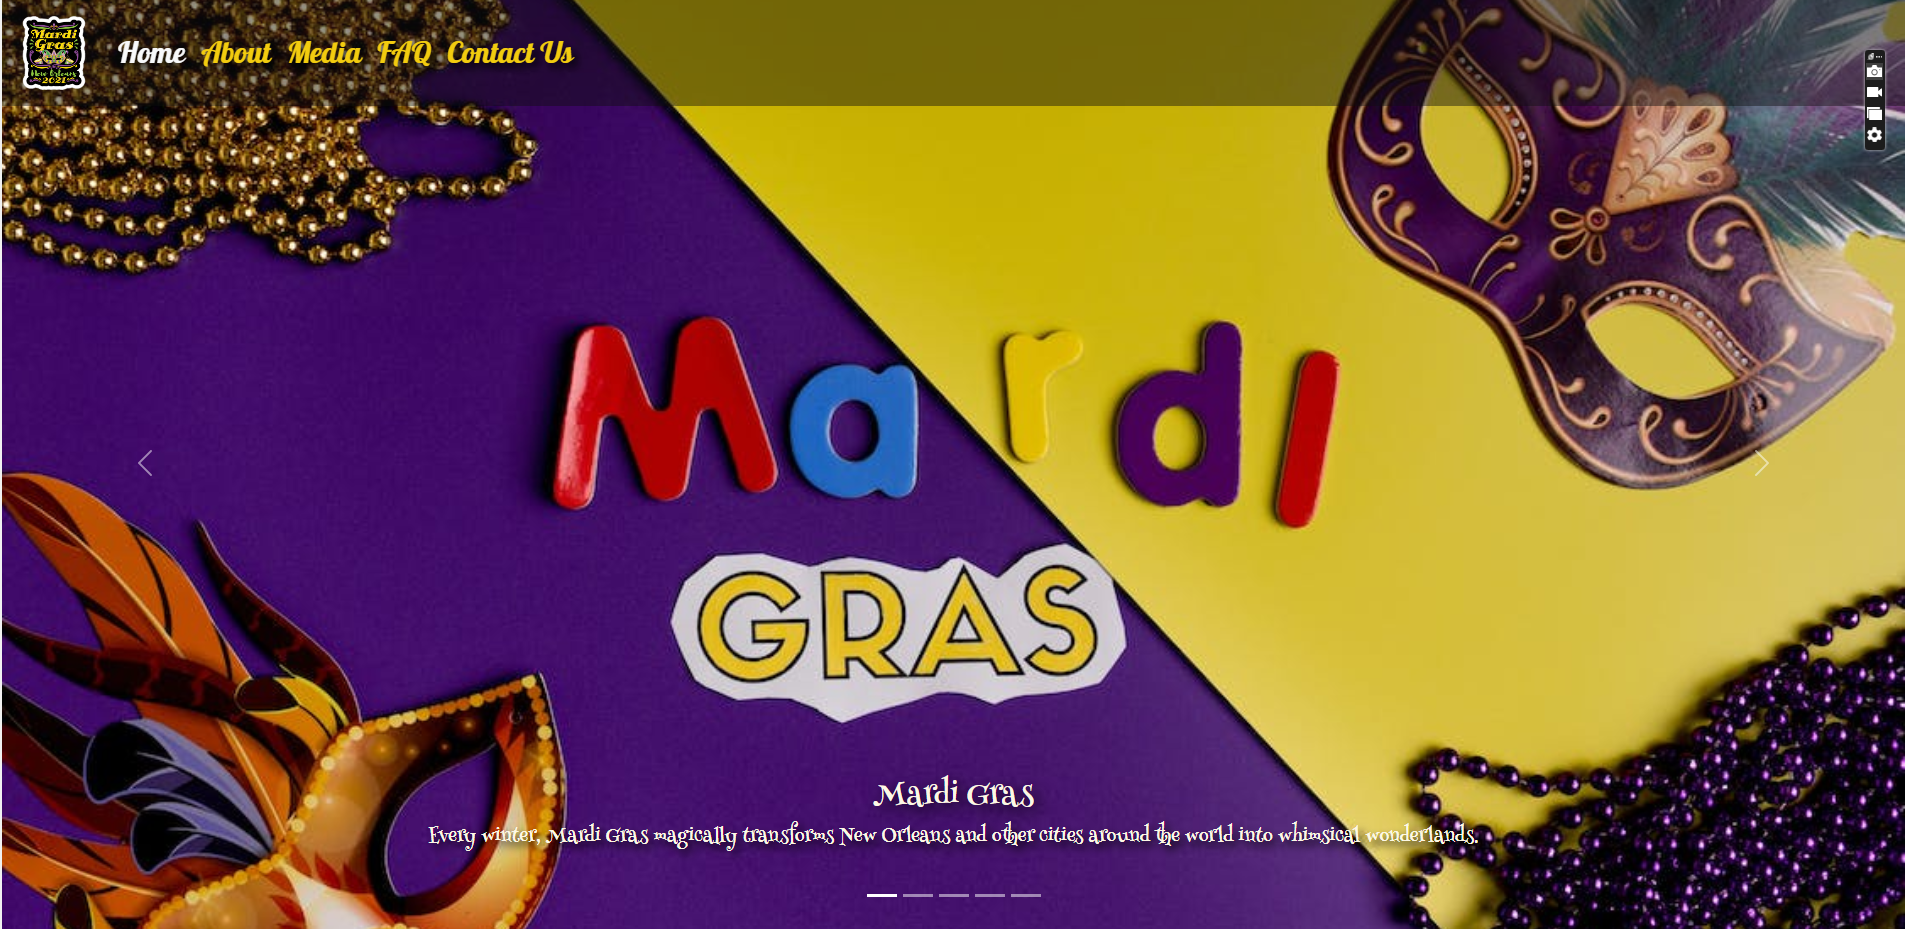 Mardi
Gras
New Orleans
2021
Home About Media FAQ Contact Us
MardI
GRAS
Mardi Gras
Every winter, Mardi Gras magically transforms New Orleans and other cities around the world into whimsical wonderlands.